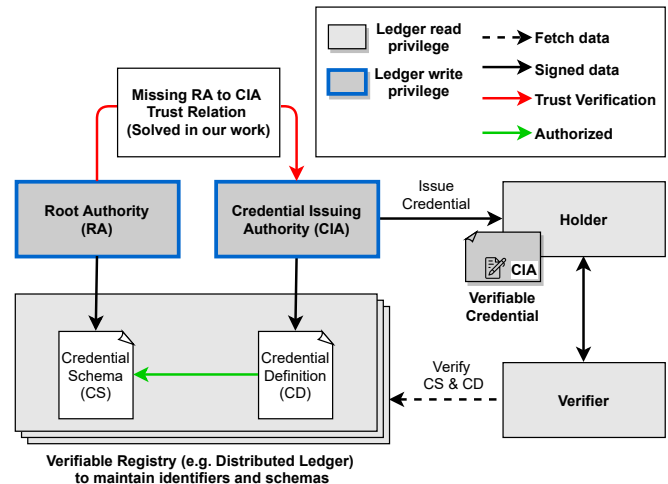 Ledger read
privilege
Ledger write
privilege
Fetch data
Signed data
Trust Verification
Authorized
Missing RA to CIA
Trust Relation
(Solved in our work)
Root Authority
(RA)
Credential Issuing
Authority (CIA)
Issue
Credential
Holder
CIA
Verifiable
Credential
Credential
Schema
(CS)
Credential
Definition
(CD)
Verify
CS & CD
Verifier
Verifiable Registry (e.g. Distributed Ledger)
to maintain identifiers and schemas